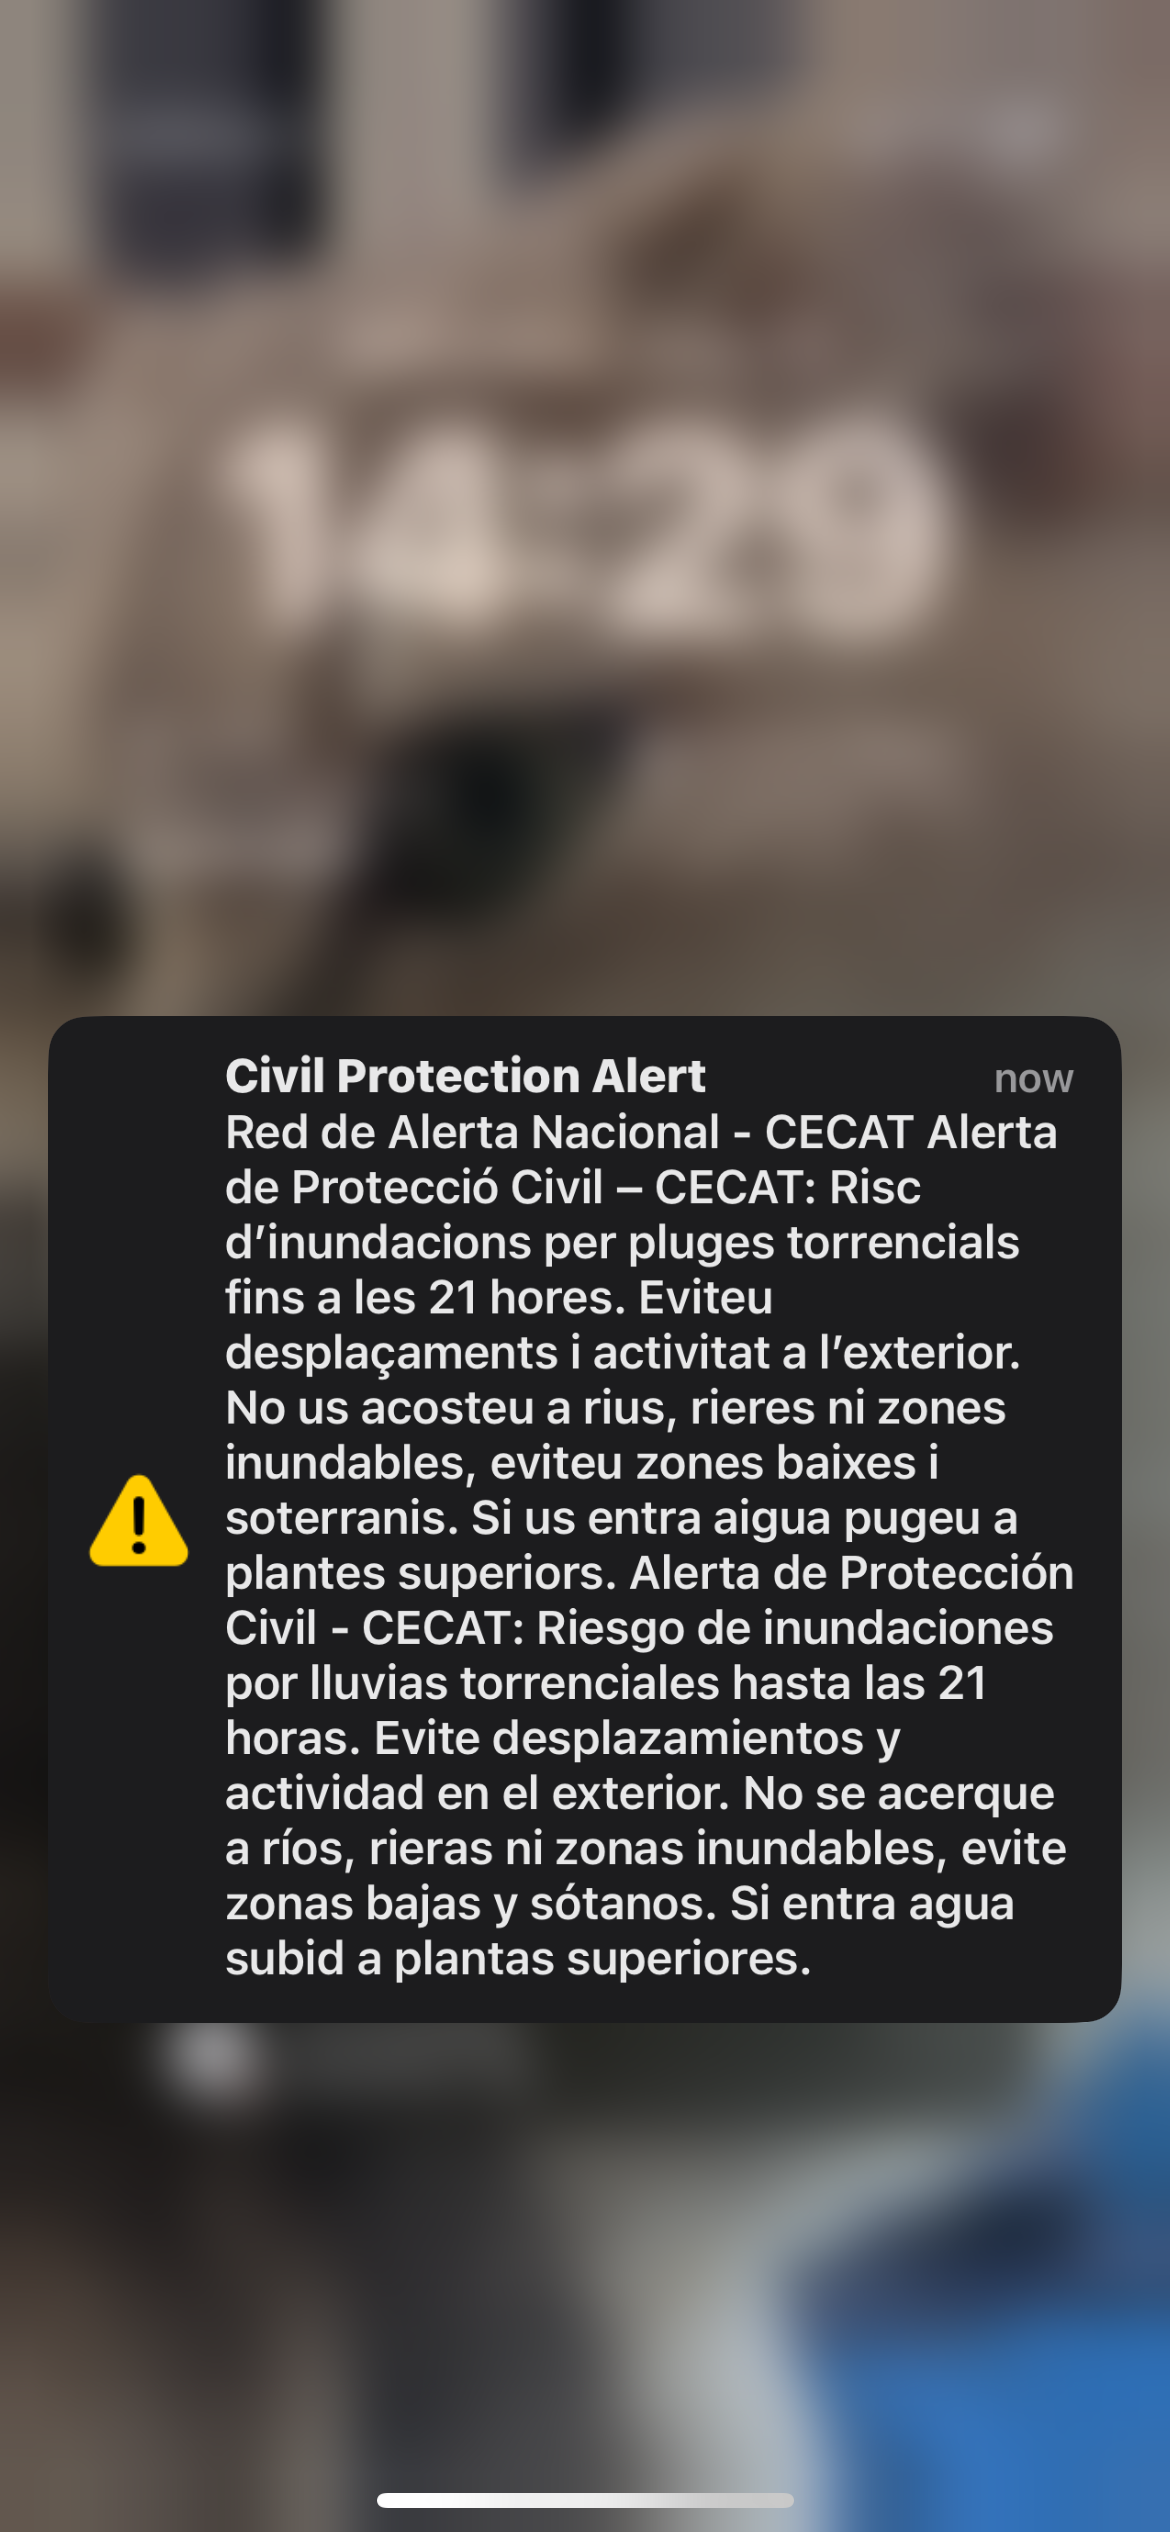 14:29
Civil Protection Alert
now
Red de Alerta Nacional - CECAT Alerta
de Protecció Civil – CECAT: Risc
d’inundacions per pluges torrencials
fins a les 21 hores. Eviteu
desplaçaments i activitat a l’exterior.
No us acosteu a rius, rieres ni zones
inundables, eviteu zones baixes i
soterranis. Si us entra aigua pugeu a
plantes superiors. Alerta de Protección
Civil - CECAT: Riesgo de inundaciones
por lluvias torrenciales hasta las 21
horas. Evite desplazamientos y
actividad en el exterior. No se acerque
a ríos, rieras ni zonas inundables, evite
zonas bajas y sótanos. Si entra agua
subid a plantas superiores.